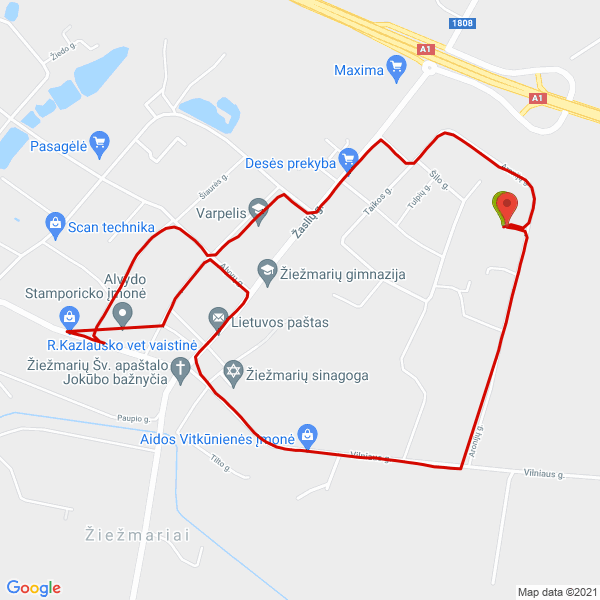 1808
A1
Žiedo g.
Maxima
A1
Pasagėlė
Desės prekyba
Šilo g.
Šiaurės g.
Taikos g.
Tulpių g.
Varpelis
Scan technika
Žaslių g.
Alvydo
Stamporicko įmonė
Žiežmarių gimnazija
Lietuvos paštas
R.Kazlausko vet vaistinė
Žiežmarių Šv. apaštalo
Jokūbo bažnyčia
Žiežmarių sinagoga
Paupio g.
Aidos Vitkūnienės įmonė
Tilto g.
Vilniaus g.
Vilniaus g.
Žiežmariai
Google
Map data ©2021